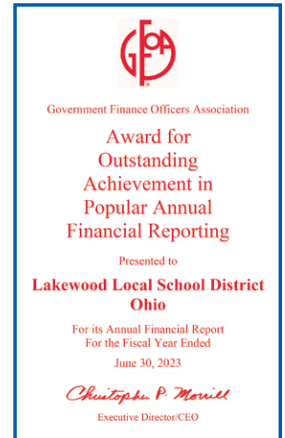 GFOA
Government Finance Officers Association
Award for
Outstanding
Achievement in
Popular Annual
Financial Reporting
Presented to
Lakewood Local School District
Ohio
For its Annual Financial Report
For the Fiscal Year Ended
June 30, 2023
Christopher P. Morrill
Executive Director/CEO